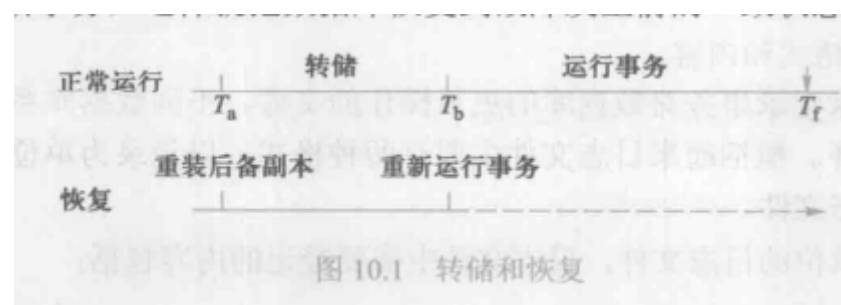 转储 运行事务
正常运行
Ta Tb Tf
重装后备副本 重新运行事务
恢复
图 10.1 转储和恢复